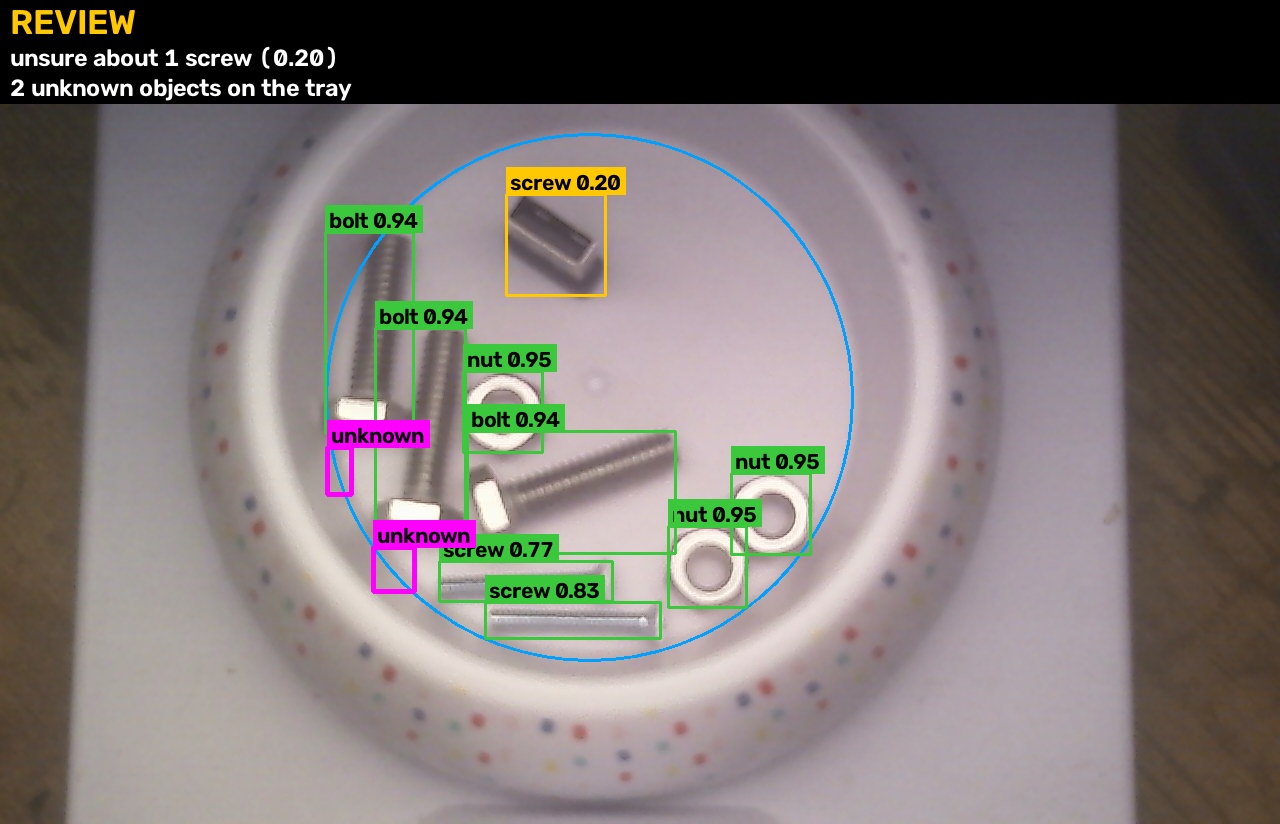 REVIEW
unsure about 1 screw (0.20)
2 unknown objects on the tray
screw 0.20
bolt 0.94
bolt 0.94
nut 0.95
bolt 0.94
unknown
nut 0.95
nut 0.95
unknown
screw 0.77
screw 0.83